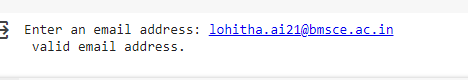 Enter an email address: lohitha.ai21@bmsce.ac.in
valid email address.